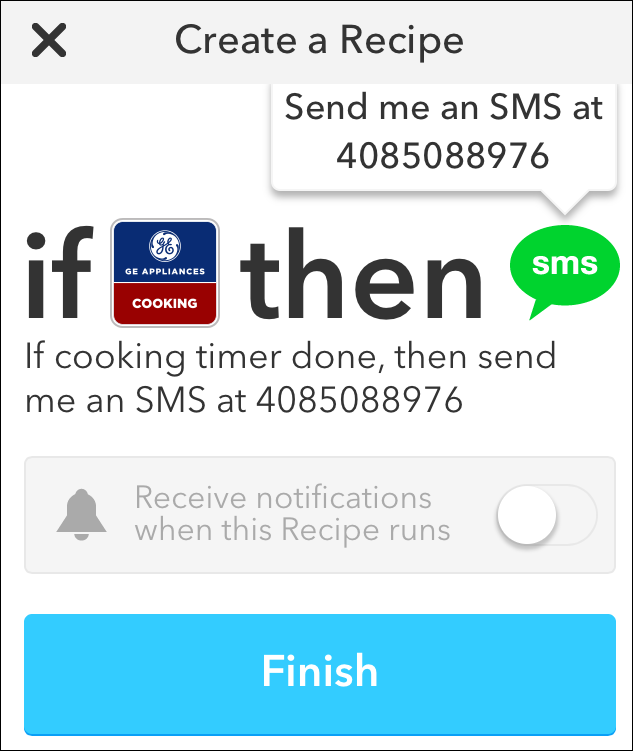 Create a Recipe
Send me an SMS at
4085088976
if
GE
GE APPLIANCES
COOKING
then
sms
If cooking timer done, then send
me an SMS at 4085088976
Receive notifications
when this Recipe runs
Finish